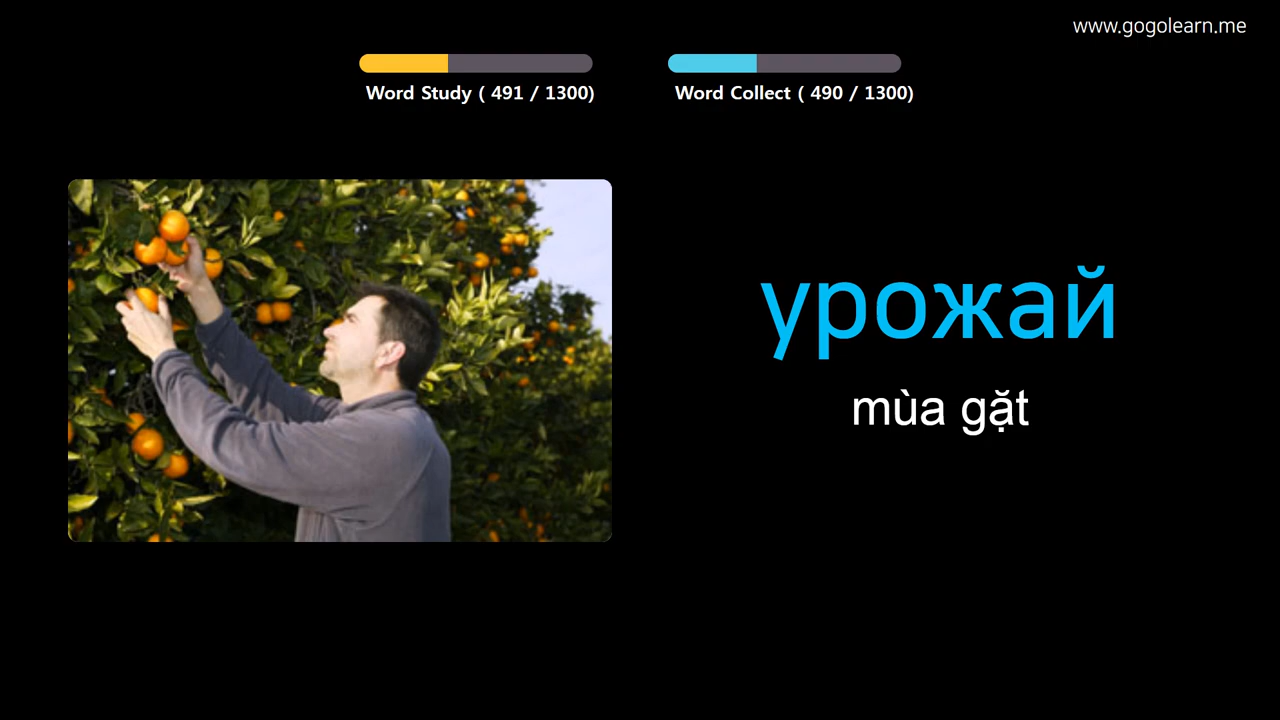 www.gogolearn.me
Word Study ( 491 / 1300)
Word Collect ( 490 / 1300)
урожай
mùa gặt